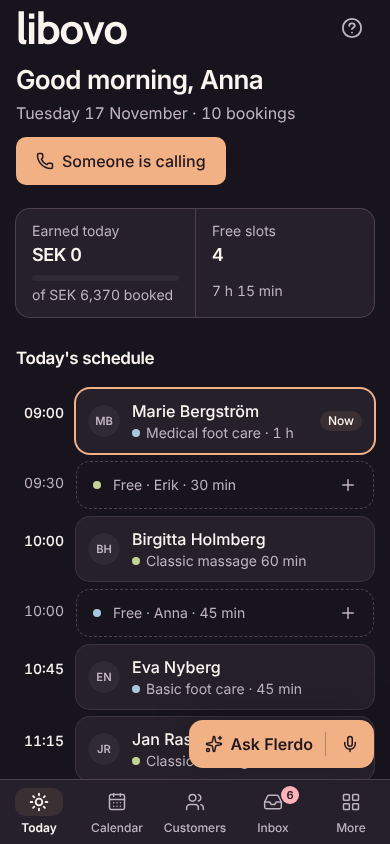 libovo
Good morning, Anna
Tuesday 17 November · 10 bookings
Someone is calling
Earned today
SEK 0
of SEK 6,370 booked
Free slots
4
7 h 15 min
Today's schedule
09:00
MB
Marie Bergström
Medical foot care · 1 h
Now
09:30
Free · Erik · 30 min
10:00
BH
Birgitta Holmberg
Classic massage 60 min
10:00
Free · Anna · 45 min
10:45
EN
Eva Nyberg
Basic foot care · 45 min
11:15
JR
Jan
Ask Flerdo
Today
Calendar
Customers
6
Inbox
More